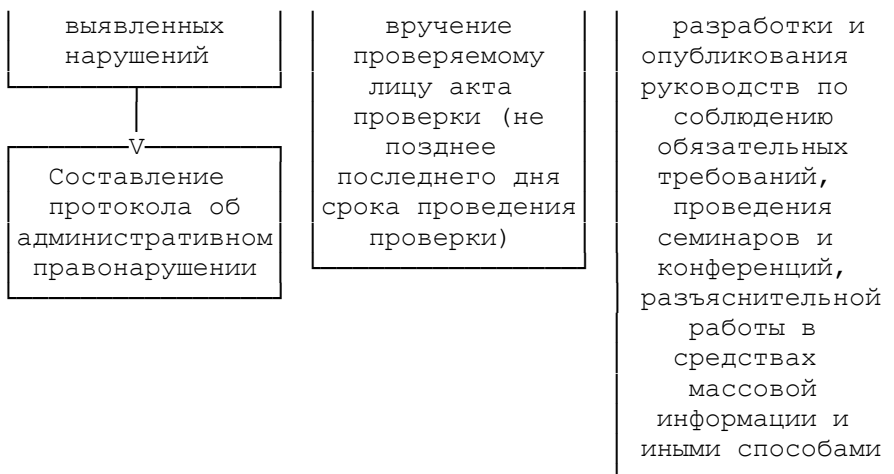 выявленных
нарушений
V
Составление
протокола об
административном
правонарушении
вручение
проверяемому
лицу акта
проверки (не
позднее
последнего дня
срока проведения
проверки)
разработки и
опубликования
руководств по
соблюдению
обязательных
требований,
проведения
семинаров и
конференций,
разъяснительной
работы в
средствах
массовой
информации и
иными способами